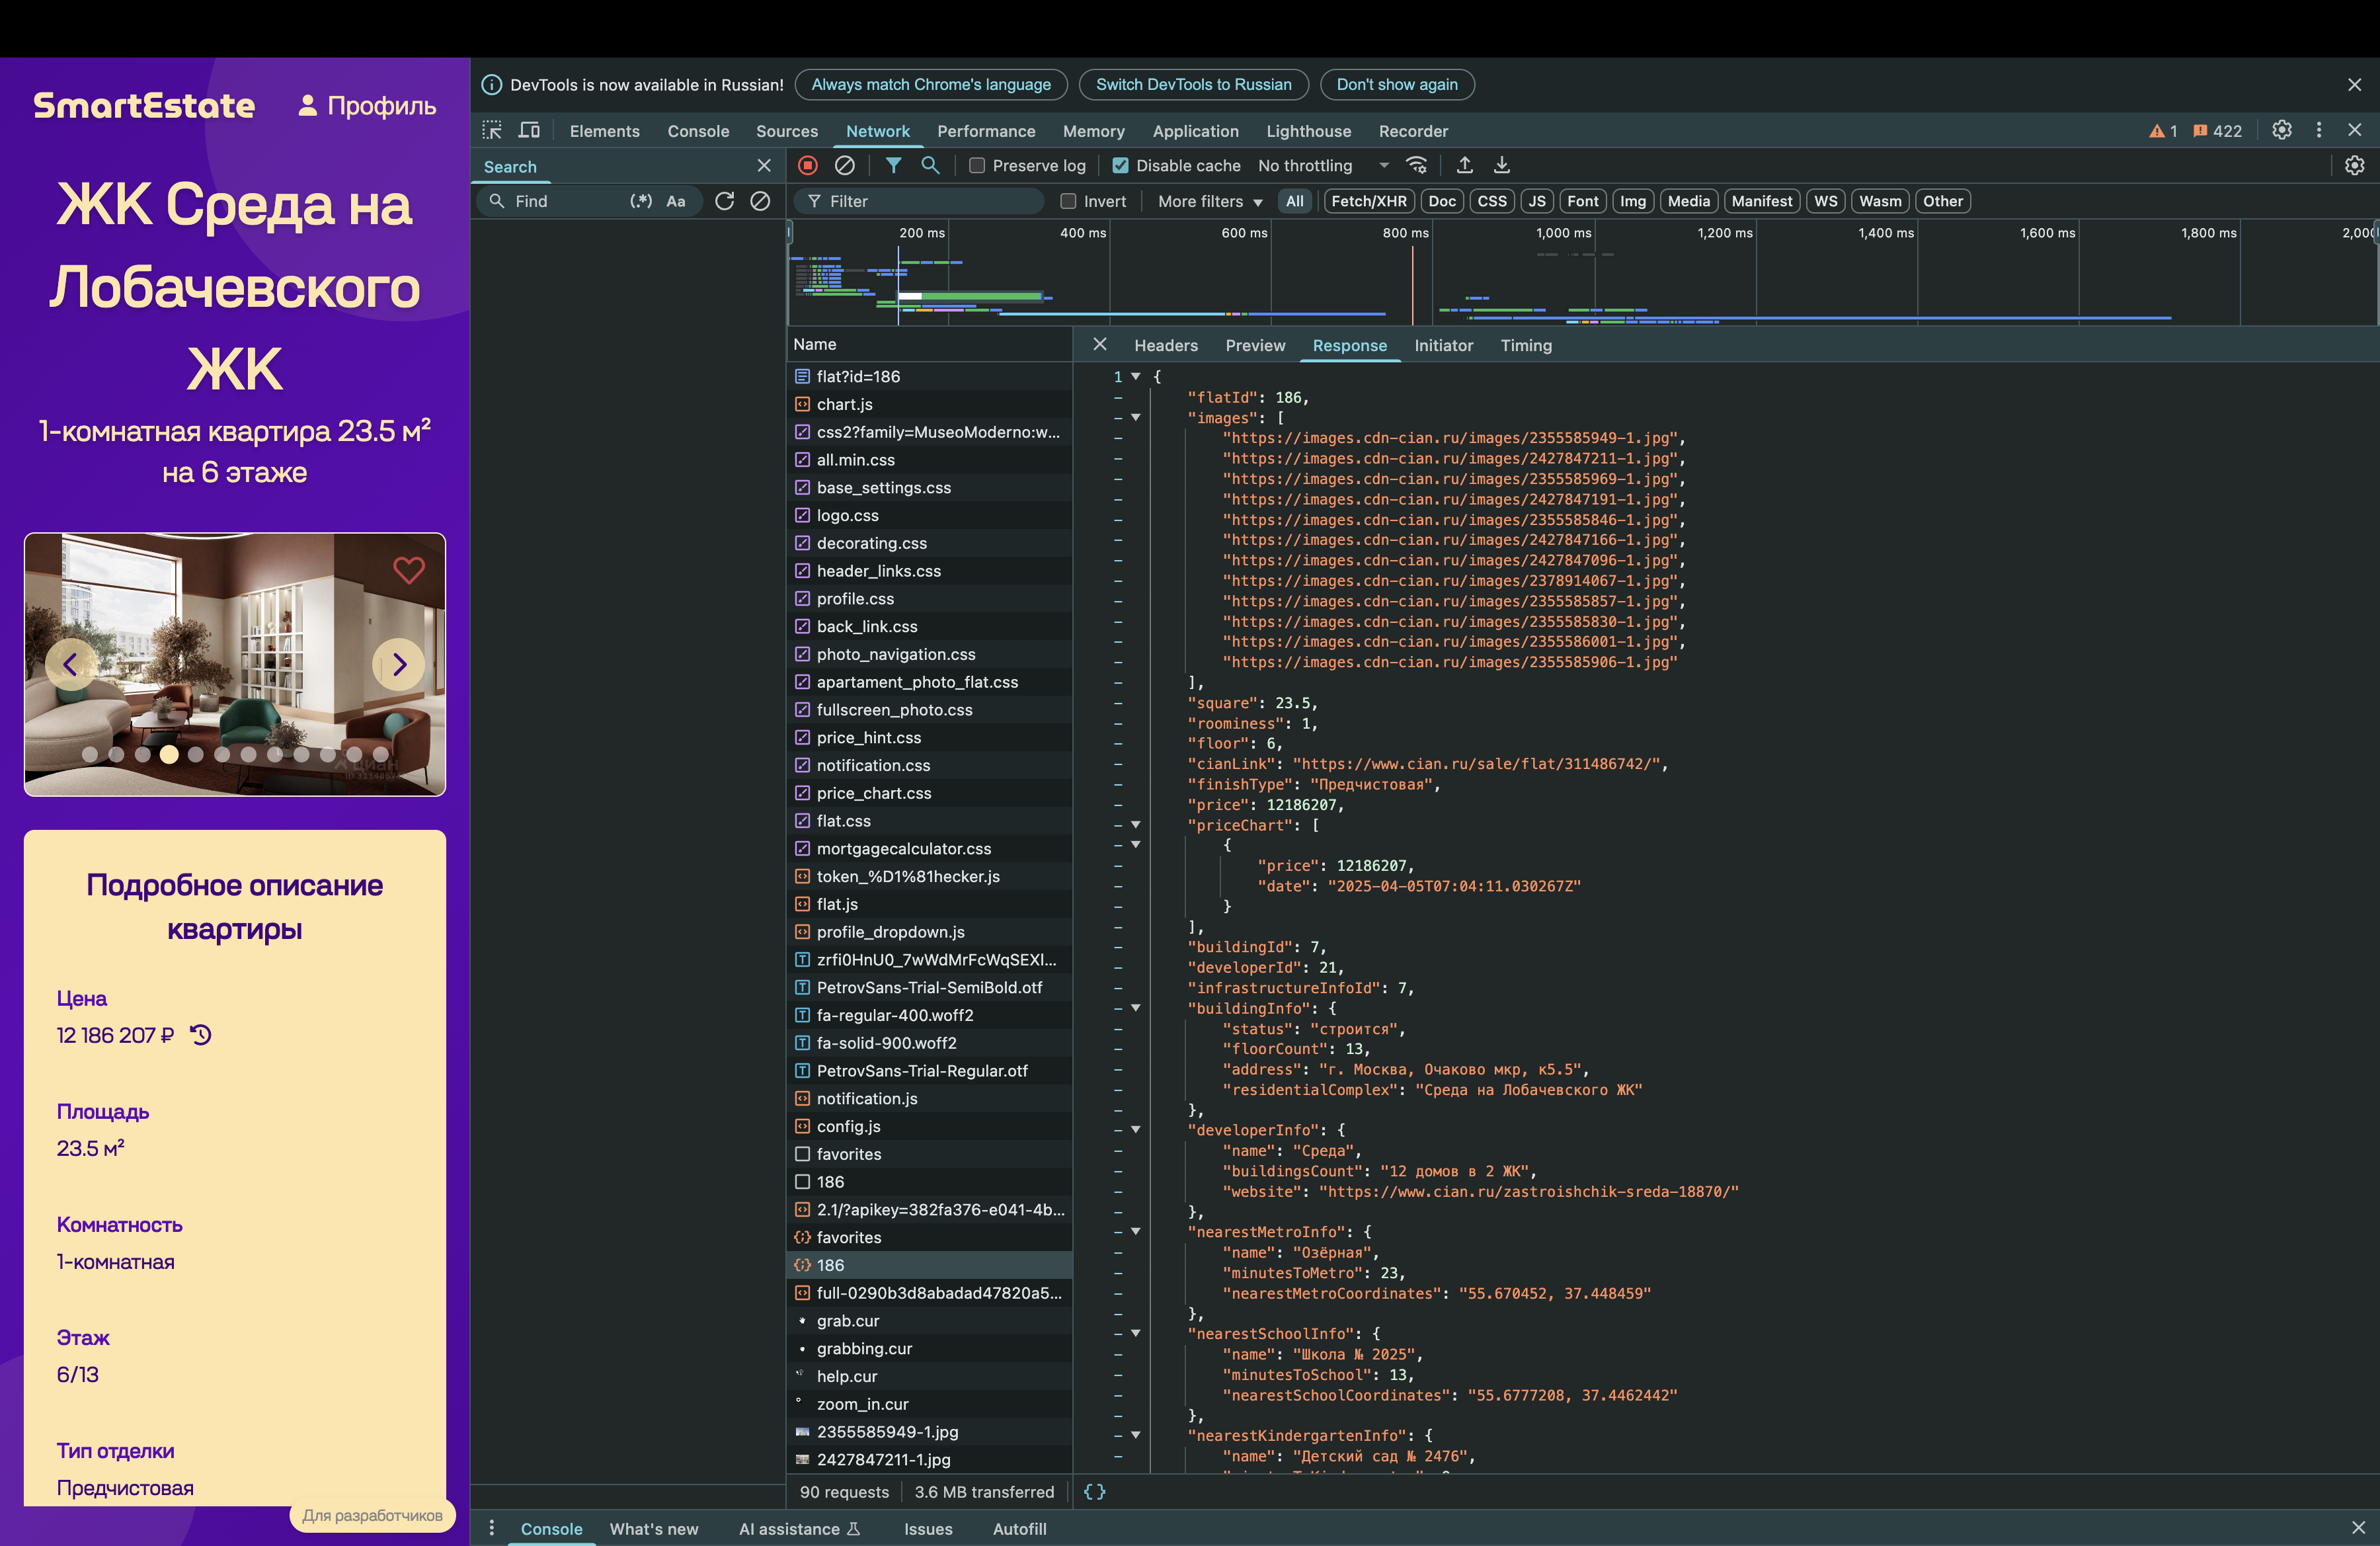 SmartEstate
Профиль
ЖК Среда на
Лобачевского
ЖК
1-комнатная квартира 23.5 м²
на 6 этаже
Подробное описание
квартиры
Цена
12 186 207 ₽
Площадь
23.5 м²
Комнатность
1-комнатная
Этаж
6/13
Тип отделки
Предчистовая
Для разработчиков
DevTools is now available in Russian!
Always match Chrome's language
Switch DevTools to Russian
Don't show again
Elements
Console
Sources
Network
Performance
Memory
Application
Lighthouse
Recorder
1
422
Search
Find
(.*)
Aa
Preserve log
Disable cache
No throttling
Filter
Invert
More filters
All
Fetch/XHR
Doc
CSS
JS
Font
Img
Media
Manifest
WS
Wasm
Other
200 ms
400 ms
600 ms
800 ms
1,000 ms
1,200 ms
1,400 ms
1,600 ms
1,800 ms
Name
flat?id=186
chart.js
css2?family=MuseoModerno:w...
all.min.css
base_settings.css
logo.css
decorating.css
header_links.css
profile.css
back_link.css
photo_navigation.css
apartament_photo_flat.css
fullscreen_photo.css
price_hint.css
notification.css
price_chart.css
flat.css
mortgagecalculator.css
token_%D1%81hecker.js
flat.js
profile_dropdown.js
zrfi0HnU0_7wWdMrFcWqSEXl...
PetrovSans-Trial-SemiBold.otf
fa-regular-400.woff2
fa-solid-900.woff2
PetrovSans-Trial-Regular.otf
notification.js
config.js
favorites
186
2.1/?apikey=382fa376-e041-4b...
favorites
186
full-0290b3d8abadad47820a5...
grab.cur
grabbing.cur
help.cur
zoom_in.cur
2355585949-1.jpg
2427847211-1.jpg
90 requests
3.6 MB transferred
Headers
Preview
Response
Initiator
Timing
1 {
"flatId": 186,
"images": [
"https://images.cdn-cian.ru/images/2355585949-1.jpg",
"https://images.cdn-cian.ru/images/2427847211-1.jpg",
"https://images.cdn-cian.ru/images/2355585969-1.jpg",
"https://images.cdn-cian.ru/images/2427847191-1.jpg",
"https://images.cdn-cian.ru/images/2355585846-1.jpg",
"https://images.cdn-cian.ru/images/2427847166-1.jpg",
"https://images.cdn-cian.ru/images/2427847096-1.jpg",
"https://images.cdn-cian.ru/images/2378914067-1.jpg",
"https://images.cdn-cian.ru/images/2355585857-1.jpg",
"https://images.cdn-cian.ru/images/2355585830-1.jpg",
"https://images.cdn-cian.ru/images/2355586001-1.jpg",
"https://images.cdn-cian.ru/images/2355585906-1.jpg"
],
"square": 23.5,
"roominess": 1,
"floor": 6,
"cianLink": "https://www.cian.ru/sale/flat/311486742/",
"finishType": "Предчистовая",
"price": 12186207,
"priceChart": [
{
"price": 12186207,
"date": "2025-04-05T07:04:11.030267Z"
}
],
"buildingId": 7,
"developerId": 21,
"infrastructureInfoId": 7,
"buildingInfo": {
"status": "строится",
"floorCount": 13,
"address": "г. Москва, Очаково мкр, к5.5",
"residentialComplex": "Среда на Лобачевского ЖК"
},
"developerInfo": {
"name": "Среда",
"buildingsCount": "12 домов в 2 ЖК",
"website": "https://www.cian.ru/zastroishchik-sreda-18870/"
},
"nearestMetroInfo": {
"name": "Озёрная",
"minutesToMetro": 23,
"nearestMetroCoordinates": "55.670452, 37.448459"
},
"nearestSchoolInfo": {
"name": "Школа № 2025",
"minutesToSchool": 13,
"nearestSchoolCoordinates": "55.6777208, 37.4462442"
},
"nearestKindergartenInfo": {
"name": "Детский сад № 2476",
Console
What's new
AI assistance
Issues
Autofill